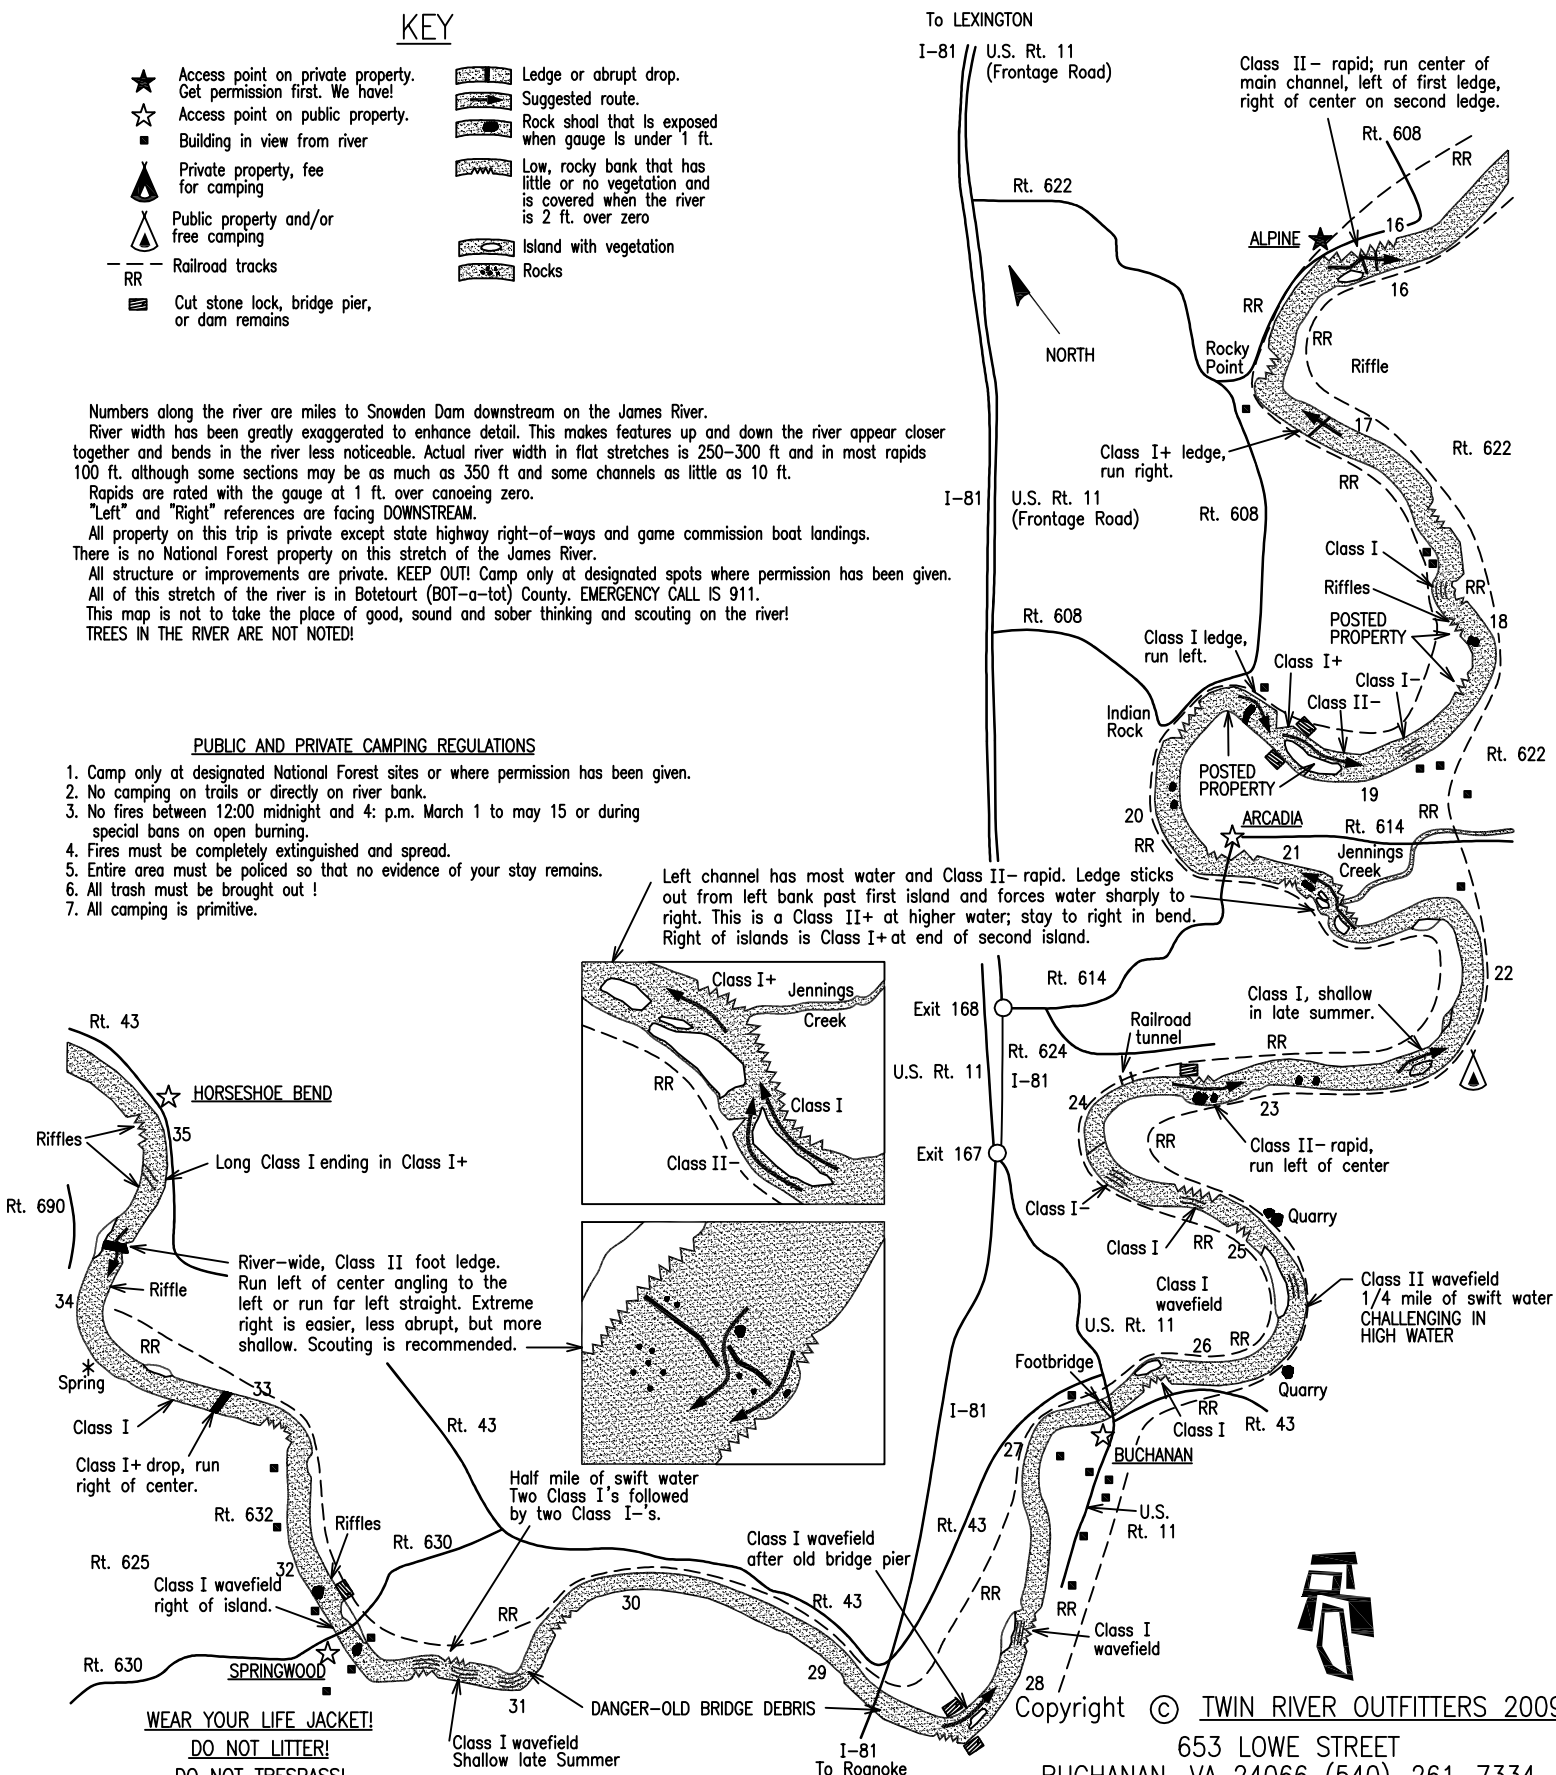 KEY
Access point on private property.
Get permission first. We have!
Access point on public property.
Building in view from river
Private property, fee
for camping
Public property and/or
free camping
Railroad tracks
RR
Cut stone lock, bridge pier,
or dam remains
Ledge or abrupt drop.
Suggested route.
Rock shoal that Is exposed
when gauge Is under 1 ft.
Low, rocky bank that has
little or no vegetation and
is covered when the river
is 2 ft. over zero
Island with vegetation
Rocks
Numbers along the river are miles to Snowden Dam downstream on the James River.
River width has been greatly exaggerated to enhance detail. This makes features up and down the river appear closer
together and bends in the river less noticeable. Actual river width in flat stretches is 250-300 ft and in most rapids
100 ft. although some sections may be as much as 350 ft and some channels as little as 10 ft.
Rapids are rated with the gauge at 1 ft. over canoeing zero.
"Left" and "Right" references are facing DOWNSTREAM.
All property on this trip is private except state highway right-of-ways and game commission boat landings.
There is no National Forest property on this stretch of the James River.
All structure or improvements are private. KEEP OUT! Camp only at designated spots where permission has been given.
All of this stretch of the river is in Botetourt (BOT-a-tot) County. EMERGENCY CALL IS 911.
This map is not to take the place of good, sound and sober thinking and scouting on the river!
TREES IN THE RIVER ARE NOT NOTED!
PUBLIC AND PRIVATE CAMPING REGULATIONS
1. Camp only at designated National Forest sites or where permission has been given.
2. No camping on trails or directly on river bank.
3. No fires between 12:00 midnight and 4: p.m. March 1 to may 15 or during
special bans on open burning.
4. Fires must be completely extinguished and spread.
5. Entire area must be policed so that no evidence of your stay remains.
6. All trash must be brought out !
7. All camping is primitive.
To LEXINGTON
I-81
U.S. Rt. 11
(Frontage Road)
Class II- rapid; run center of
main channel, left of first ledge,
right of center on second ledge.
Rt. 608
RR
Rt. 622
16
ALPINE
16
RR
RR
NORTH
Rocky
Point
Riffle
17
Class I+ ledge,
run right.
Rt. 622
RR
I-81
U.S. Rt. 11
(Frontage Road)
Rt. 608
Class I
Riffles
RR
POSTED
PROPERTY
18
Rt. 608
Class I ledge,
run left.
Class I+
Class I-
Class II-
Indian
Rock
POSTED
PROPERTY
Rt. 622
19
20
RR
ARCADIA
Rt. 614
RR
RR
21
Jennings
Creek
Left channel has most water and Class II- rapid. Ledge sticks
out from left bank past first island and forces water sharply to
right. This is a Class II+ at higher water; stay to right in bend.
Right of islands is Class I+ at end of second island.
Class I+
Jennings
Creek
RR
Class I
Class II-
Exit 168
Rt. 614
22
Class I, shallow
in late summer.
Railroad
tunnel
RR
Rt. 624
U.S. Rt. 11
I-81
24
23
RR
Exit 167
Class II- rapid,
run left of center
Class I-
Quarry
Class I
RR
25
Class I
wavefield
Class II wavefield
1/4 mile of swift water
CHALLENGING IN
HIGH WATER
U.S. Rt. 11
26
RR
Footbridge
Quarry
RR
Rt. 43
Class I
I-81
27
BUCHANAN
U.S.
Rt. 11
Rt. 43
HORSESHOE BEND
Rt. 43
35
Riffles
Long Class I ending in Class I+
Rt. 690
River-wide, Class II foot ledge.
Run left of center angling to the
left or run far left straight. Extreme
right is easier, less abrupt, but more
shallow. Scouting is recommended.
Riffle
34
RR
Spring
33
Class I
Rt. 43
Class I+ drop, run
right of center.
Half mile of swift water
Two Class I's followed
by two Class I-'s.
Rt. 632
Riffles
Rt. 630
Class I wavefield
after old bridge pier
Rt. 625
32
Class I wavefield
right of island.
RR
30
Rt. 43
RR
RR
Class I
wavefield
Rt. 630
SPRINGWOOD
29
28
31
DANGER-OLD BRIDGE DEBRIS
Class I wavefield
Shallow late Summer
I-81
To Roanoke
WEAR YOUR LIFE JACKET!
DO NOT LITTER!
DO NOT TRESPASS!
Copyright © TWIN RIVER OUTFITTERS 2009
653 LOWE STREET
BUCHANAN, VA 24066 (540) 261-7334